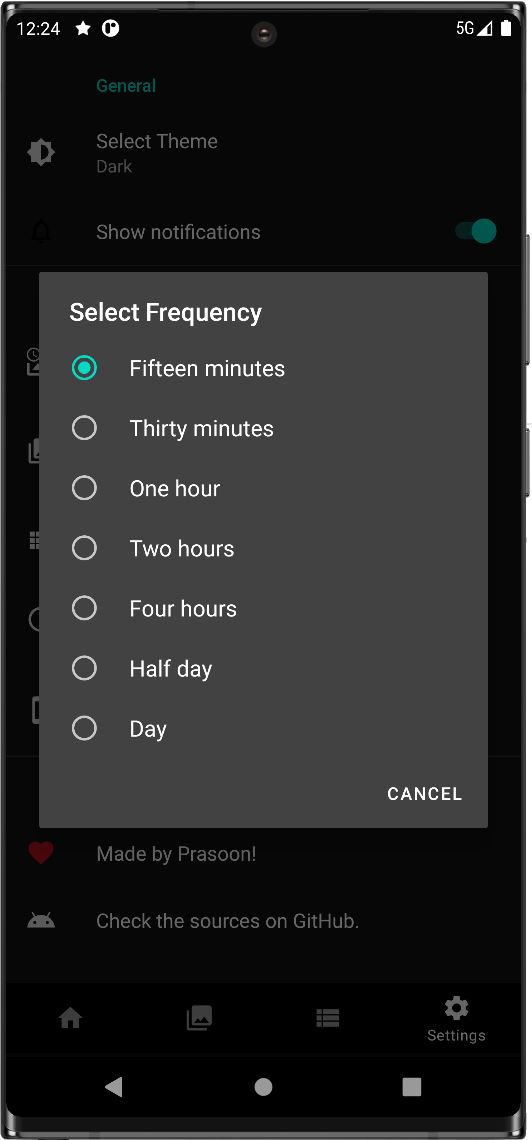 12:24
5G
General
Select Theme
Dark
Show notifications
Select Frequency
Fifteen minutes
Thirty minutes
One hour
Two hours
Four hours
Half day
Day
CANCEL
Made by Prasoon!
Check the sources on GitHub.
Settings